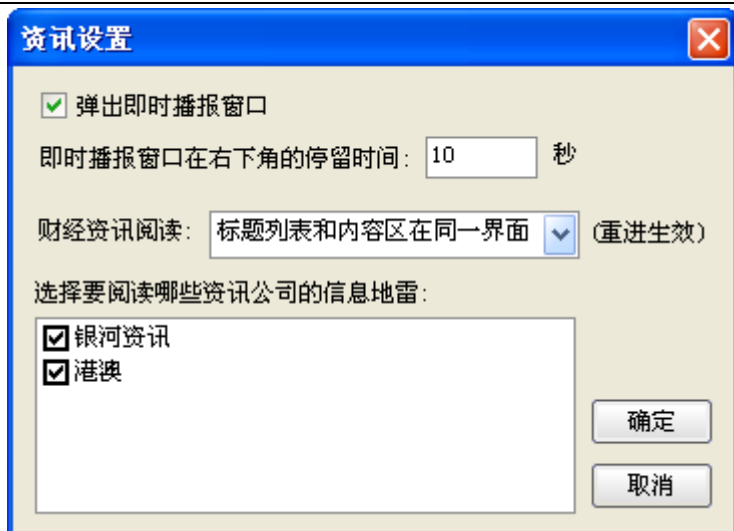 资讯设置
弹出即时播报窗口
即时播报窗口在右下角的停留时间: 10 秒
财经资讯阅读: 标题列表和内容区在同一界面 (重进生效)
选择要阅读哪些资讯公司的信息地雷:
银河资讯
港澳
确定
取消